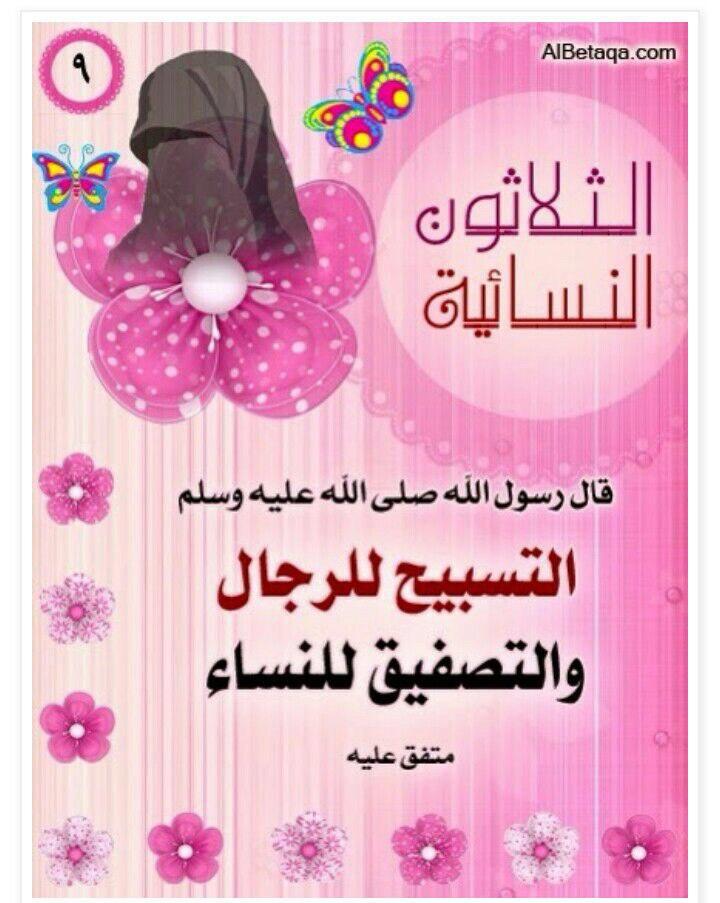 AlBetaqa.com
٩
الثلاثون
النسائية
قال رسول الله صلى الله عليه وسلم
التسبيح للرجال
والتصفيق للنساء
متفق عليه